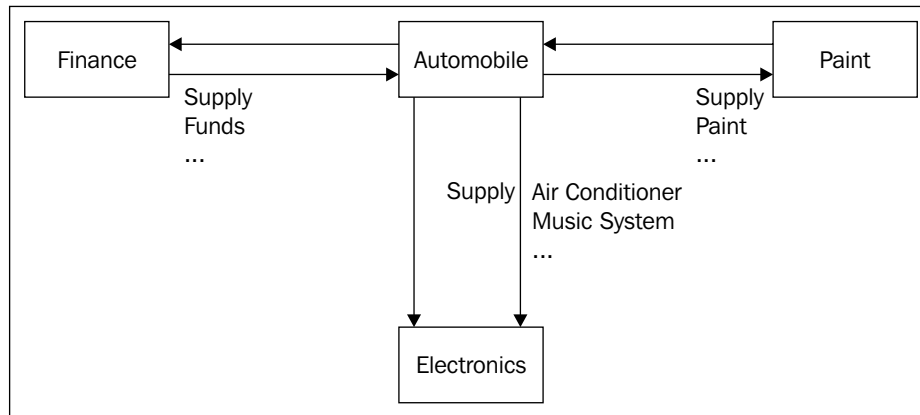 Finance
Automobile
Paint
Supply
Funds
...
Supply
Paint
...
Supply
Air Conditioner
Music System
...
Electronics